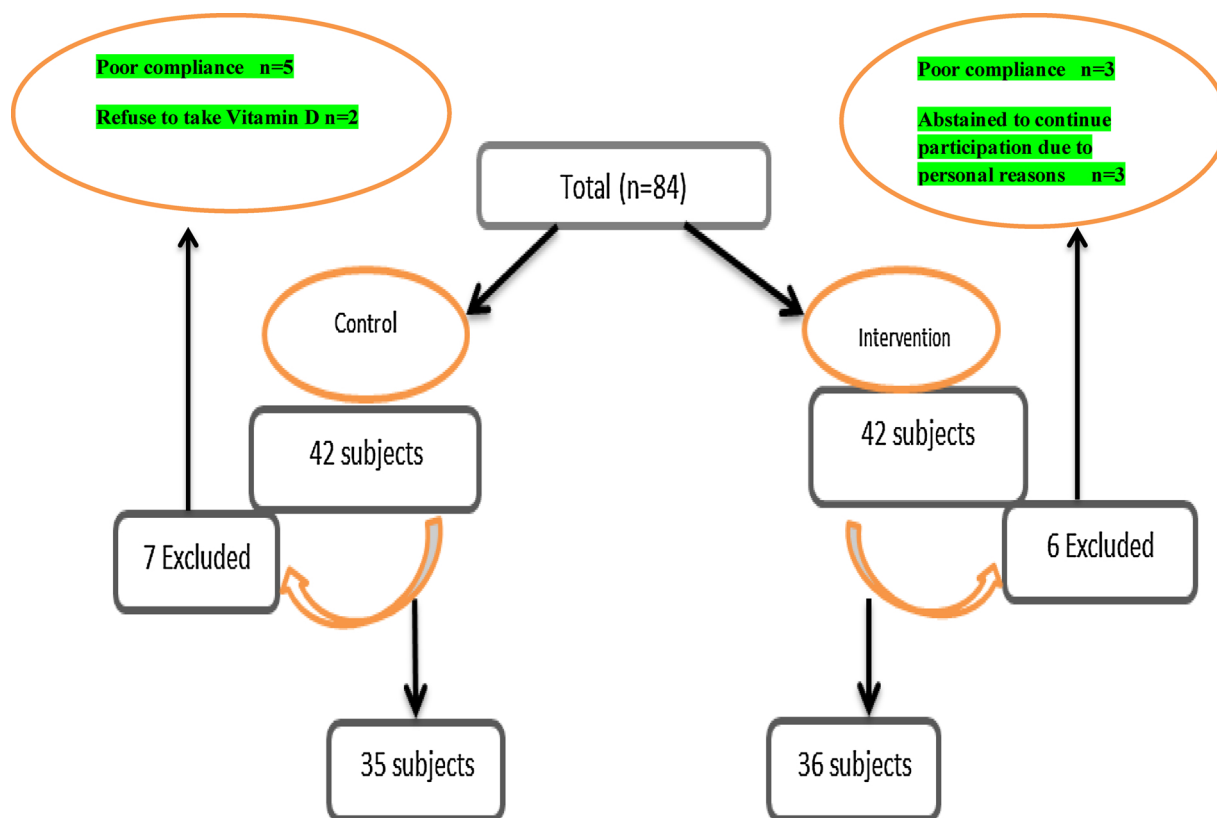 Poor compliance n=5
Refuse to take Vitamin D n=2
Poor compliance n=3
Abstained to continue
participation due to
personal reasons n=3
Total (n=84)
Control
Intervention
42 subjects
42 subjects
7 Excluded
6 Excluded
35 subjects
36 subjects